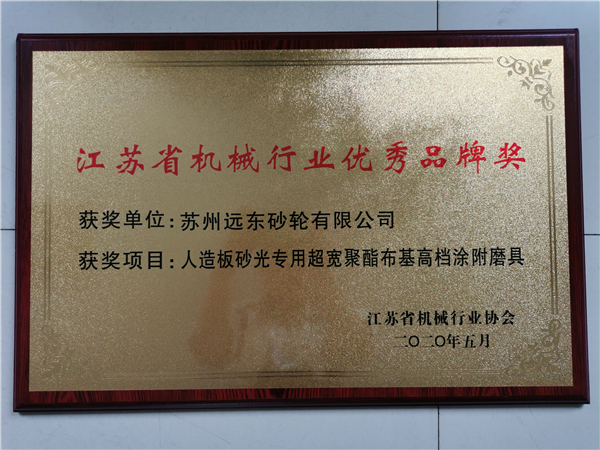 江苏省机械行业优秀品牌奖
获奖单位:苏州远东砂轮有限公司
获奖项目:人造板砂光专用超宽聚酯布基高档涂附磨具
江苏省机械行业协会
二〇二〇年五月